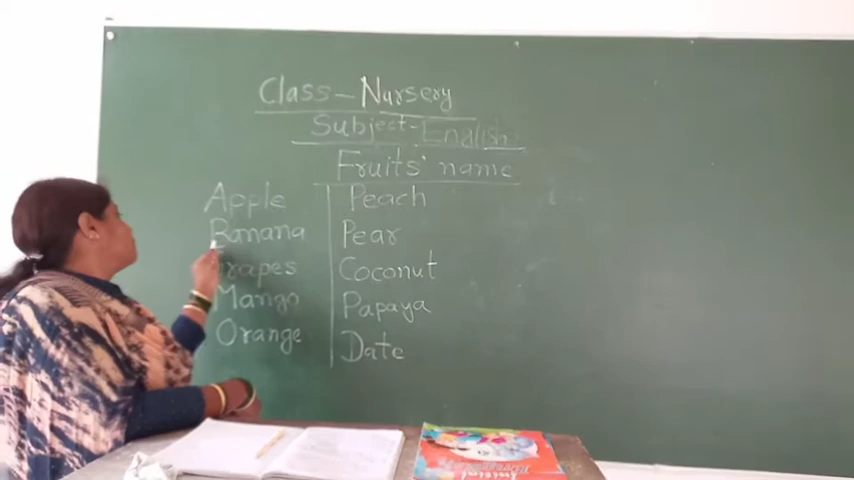 Class - Nursery
Subject - English
Fruits' name
Apple
Banana
Grapes
Mango
Orange
Peach
Pear
Coconut
Papaya
Date